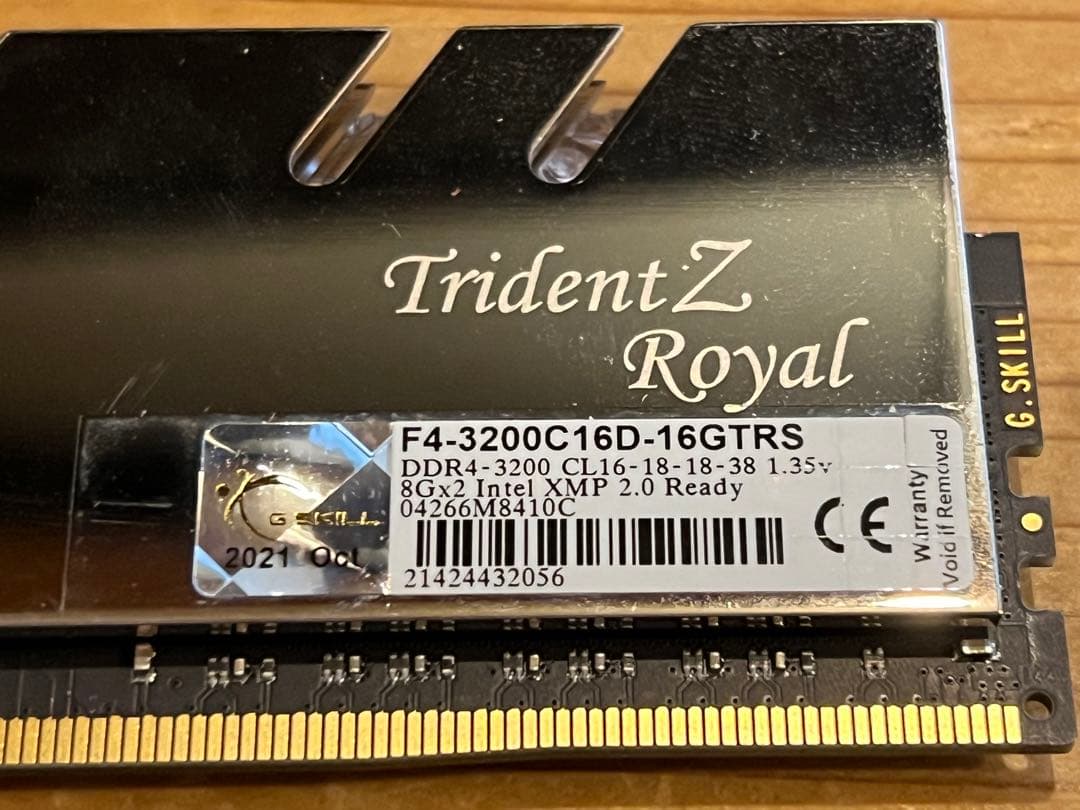 Trident Z
Royal
G.SKILL
F4-3200C16D-16GTRS
DDR4-3200 CL16-18-18-38 1.35v
8Gx2 Intel XMP 2.0 Ready
04266M8410C
G.SKILL
2021 Oct
21424432056
CE
Warranty
Void if Removed